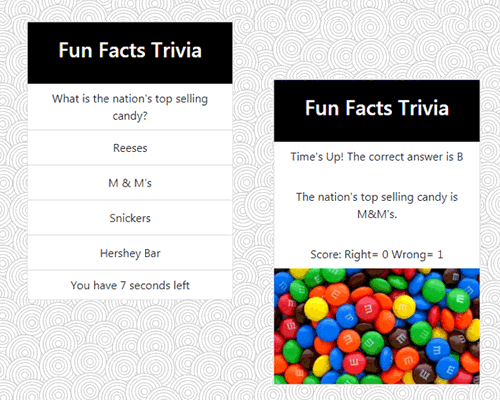 Fun Facts Trivia
What is the nation's top selling
candy?
Reeses
M & M's
Snickers
Hershey Bar
You have 7 seconds left
Fun Facts Trivia
Time's Up! The correct answer is B
The nation's top selling candy is
M&M's.
Score: Right= 0 Wrong= 1